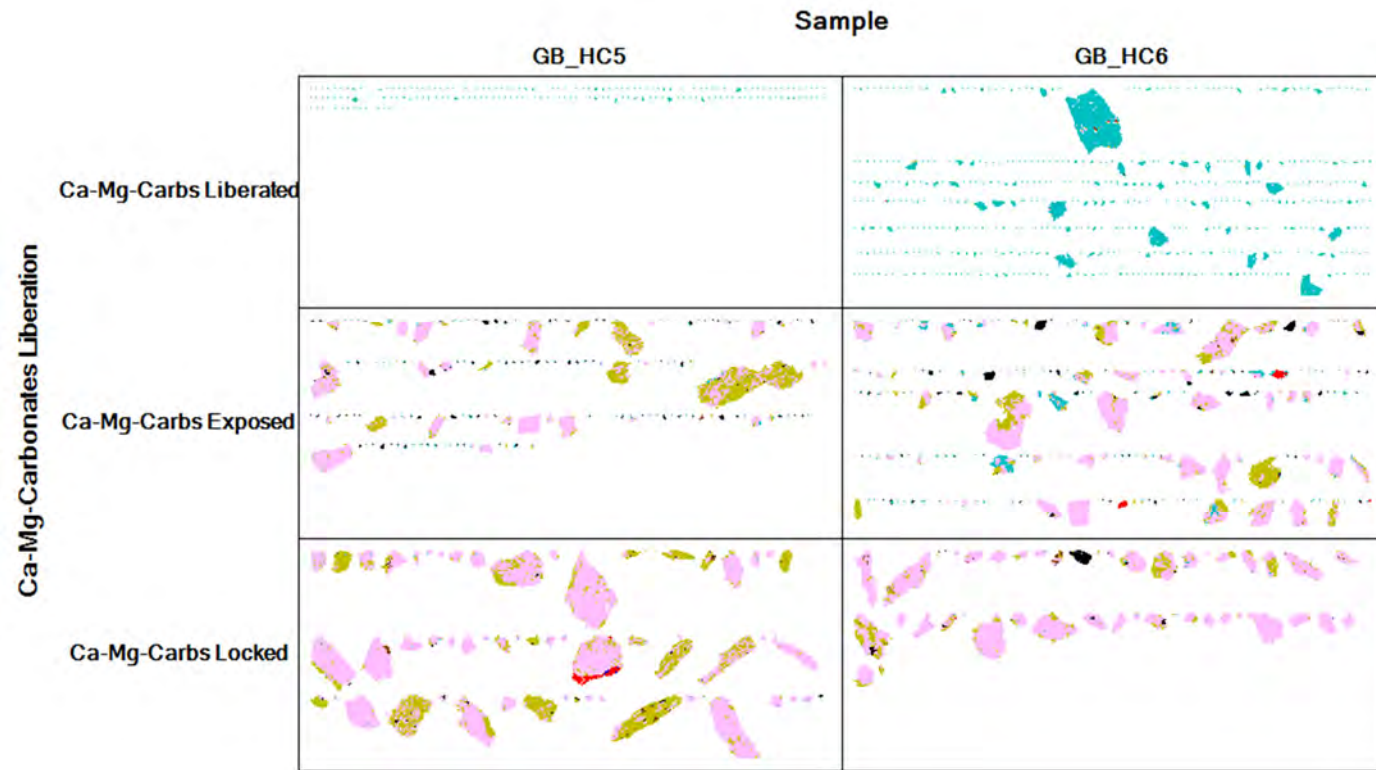 Sample
GB_HC5
GB_HC6
Ca-Mg-Carbonates Liberation
Ca-Mg-Carbs Liberated
Ca-Mg-Carbs Exposed
Ca-Mg-Carbs Locked